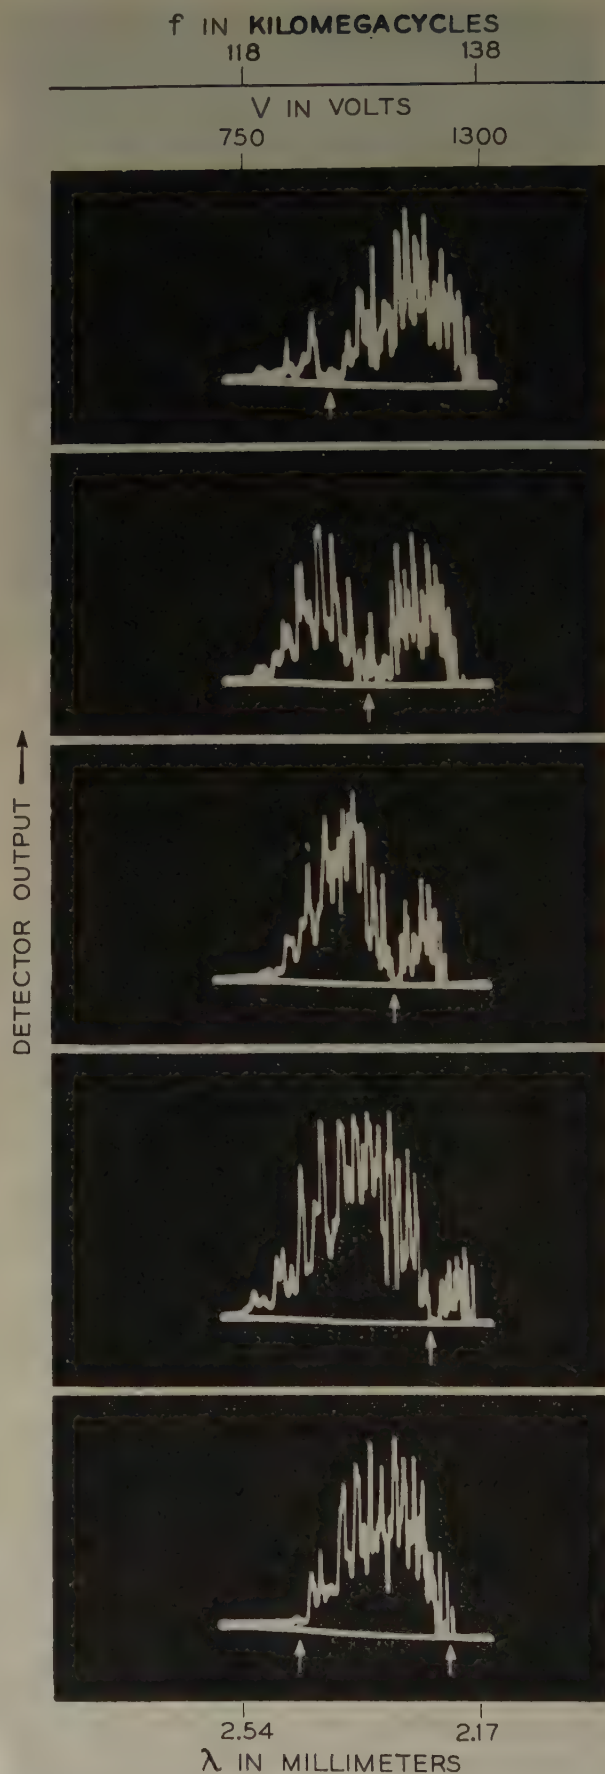 f IN KILOMEGACYCLES
118 138
V IN VOLTS
750 1300
DETECTOR OUTPUT
2.54 2.17
λ IN MILLIMETERS